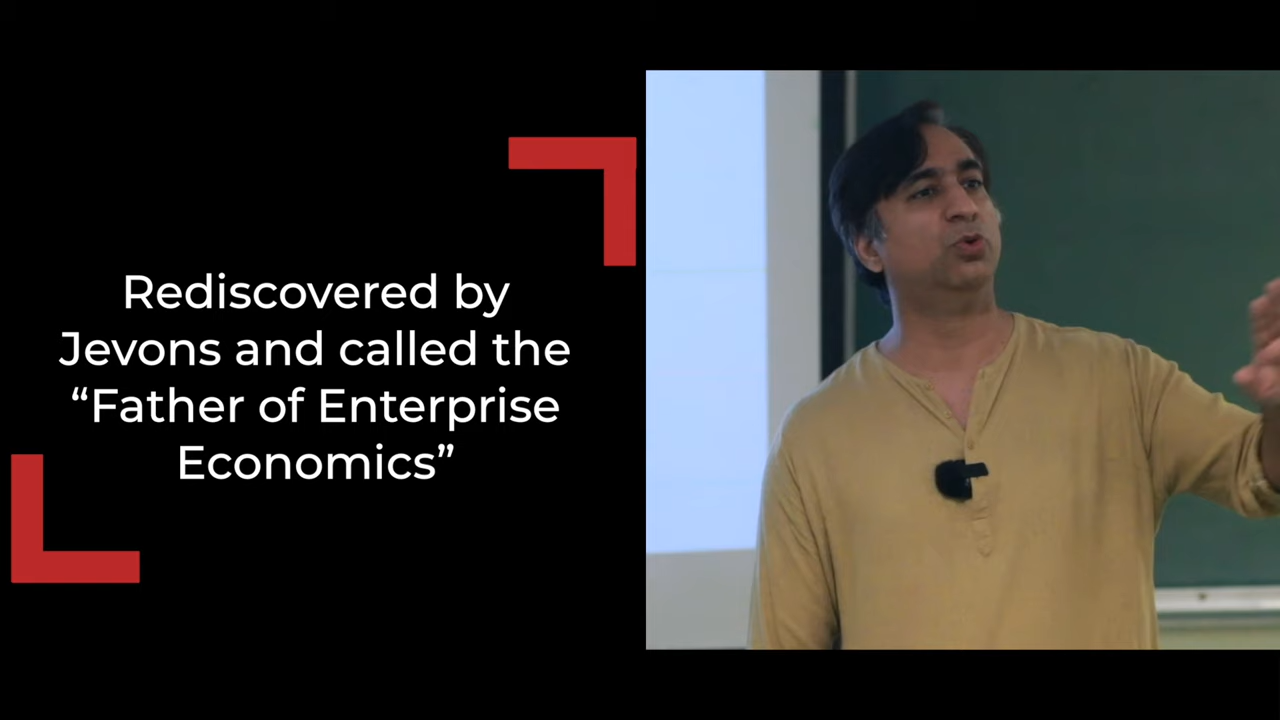 Rediscovered by
Jevons and called the
“Father of Enterprise
Economics”